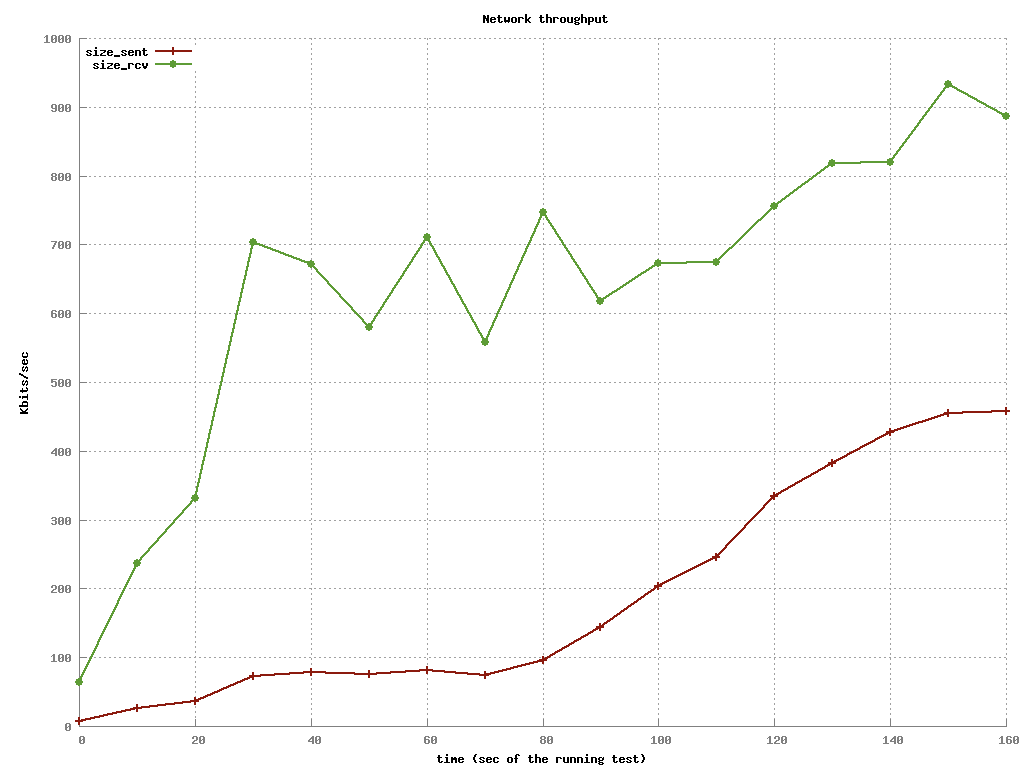 Network throughput
size_sent
size_rcv
1000
900
800
700
600
500
400
300
200
100
0
Kbits/sec
0 20 40 60 80 100 120 140 160
time (sec of the running test)